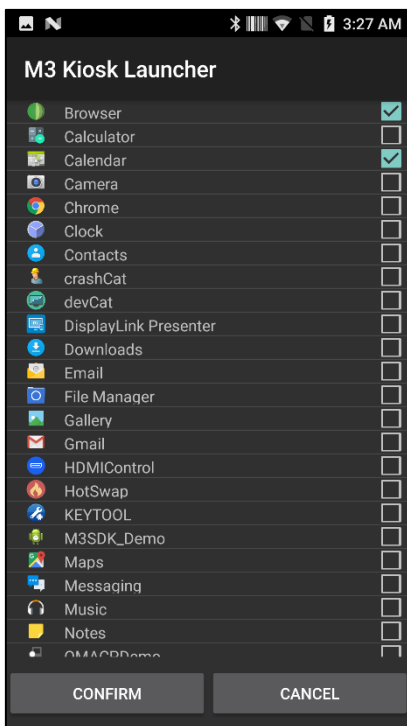 3:27 AM
M3 Kiosk Launcher
Browser
Calculator
Calendar
Camera
Chrome
Clock
Contacts
crashCat
devCat
DisplayLink Presenter
Downloads
Email
File Manager
Gallery
Gmail
HDMIControl
HotSwap
KEYTOOL
M3SDK_Demo
Maps
Messaging
Music
Notes
CONFIRM CANCEL